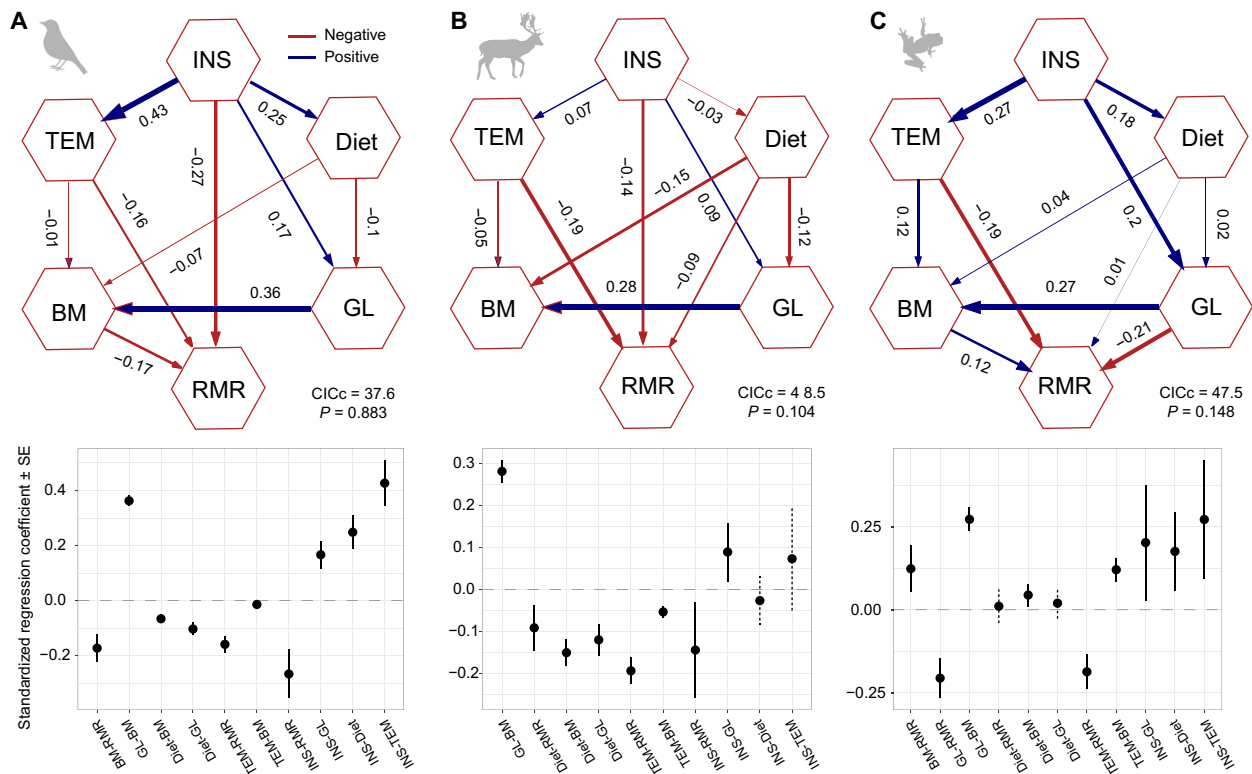 A
INS
Negative
Positive
TEM
Diet
0.43
0.25
−0.27
−0.16
0.17
−0.1
−0.01
−0.07
0.36
BM
GL
−0.17
RMR
CICc = 37.6
P = 0.883
B
INS
0.07
−0.03
TEM
Diet
−0.14
−0.15
0.09
−0.19
−0.05
−0.12
−0.09
0.28
BM
GL
RMR
CICc = 4 8.5
P = 0.104
C
INS
0.27
0.18
TEM
Diet
0.12
−0.19
0.04
0.2
0.02
0.01
0.27
BM
GL
0.12
−0.21
RMR
CICc = 47.5
P = 0.148
Standardized regression coefficient ± SE
0.4
0.2
0.0
−0.2
BM-RMR
GL-BM
Diet-BM
Diet-GL
TEM-RMR
TEM-BM
INS-RMR
INS-GL
INS-Diet
INS-TEM
0.3
0.1
0.0
−0.1
−0.2
GL-BM
Diet-RMR
Diet-BM
Diet-GL
TEM-RMR
TEM-BM
INS-RMR
INS-GL
INS-Diet
INS-TEM
0.25
0.00
−0.25
BM-RMR
GL-RMR
GL-BM
Diet-RMR
Diet-BM
Diet-GL
TEM-RMR
TEM-BM
INS-GL
INS-Diet
INS-TEM